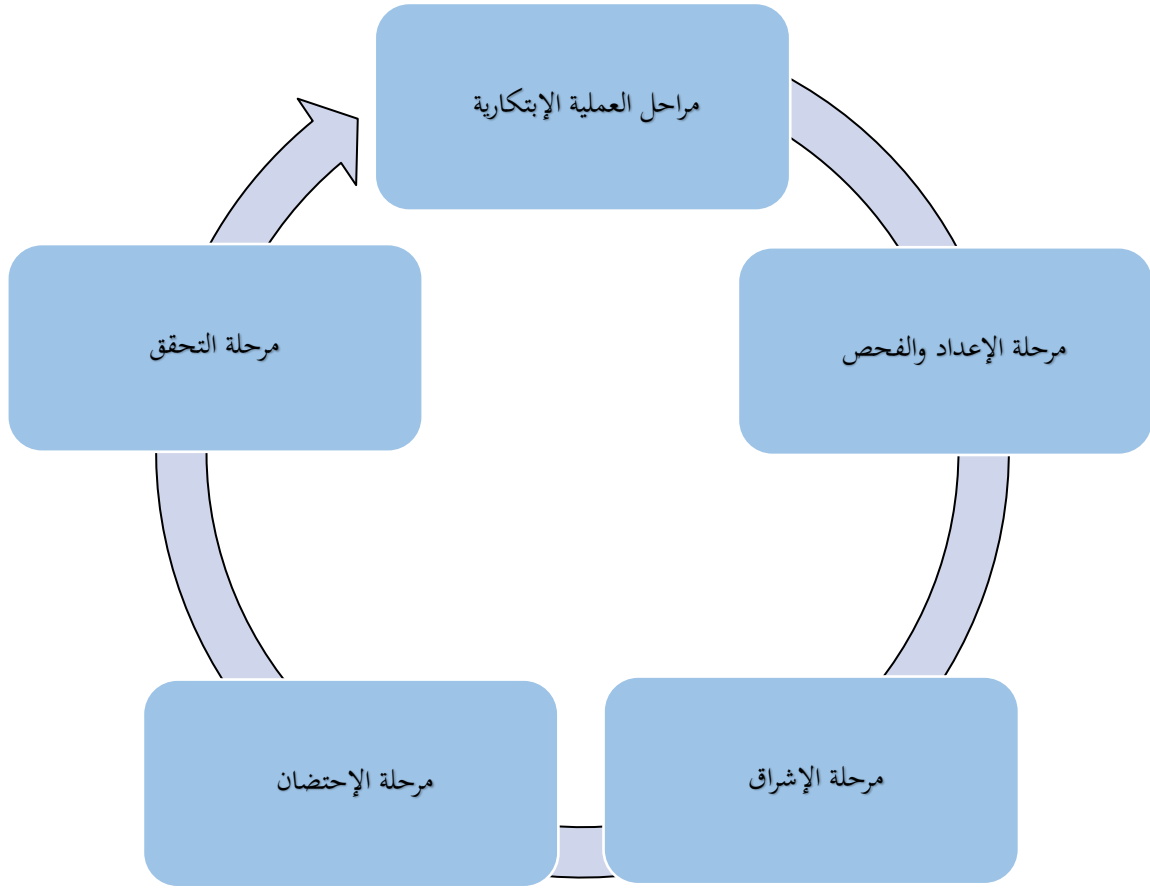 مراحل العملية الإبتكارية
مرحلة الإعداد والفحص
مرحلة الإشراق
مرحلة الإحتضان
مرحلة التحقق